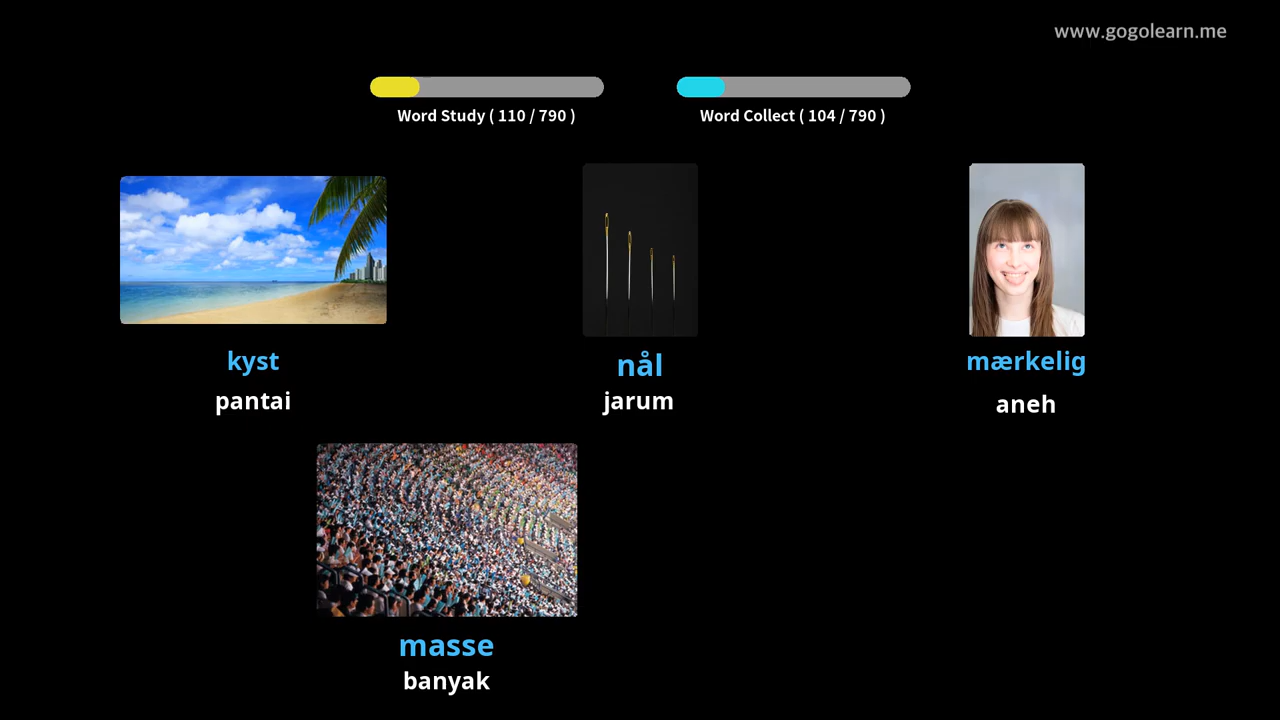 www.gogolearn.me
Word Study ( 110 / 790 )
Word Collect ( 104 / 790 )
kyst
pantai
nål
jarum
mærkelig
aneh
masse
banyak